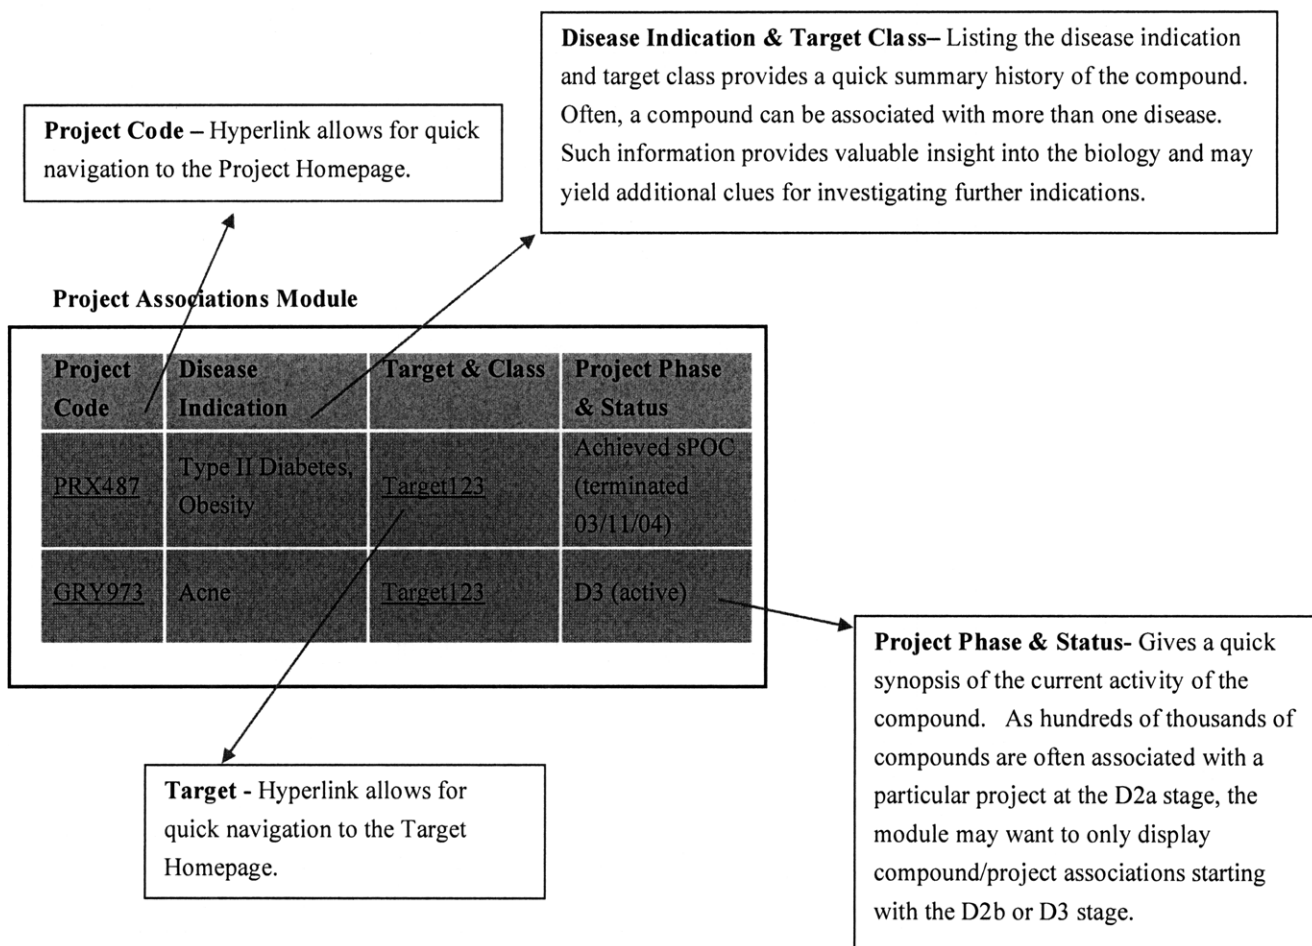 Disease Indication & Target Class– Listing the disease indication
and target class provides a quick summary history of the compound.
Often, a compound can be associated with more than one disease.
Such information provides valuable insight into the biology and may
yield additional clues for investigating further indications.
Project Code – Hyperlink allows for quick
navigation to the Project Homepage.
Project Associations Module
Project
Code
Disease
Indication
Target & Class
Project Phase
& Status
PRX487
Type II Diabetes,
Obesity
Target123
Achieved sPOC
(terminated
03/11/04)
GRY973
Acne
Target123
D3 (active)
Target - Hyperlink allows for
quick navigation to the Target
Homepage.
Project Phase & Status- Gives a quick
synopsis of the current activity of the
compound.   As hundreds of thousands of
compounds are often associated with a
particular project at the D2a stage, the
module may want to only display
compound/project associations starting
with the D2b or D3 stage.